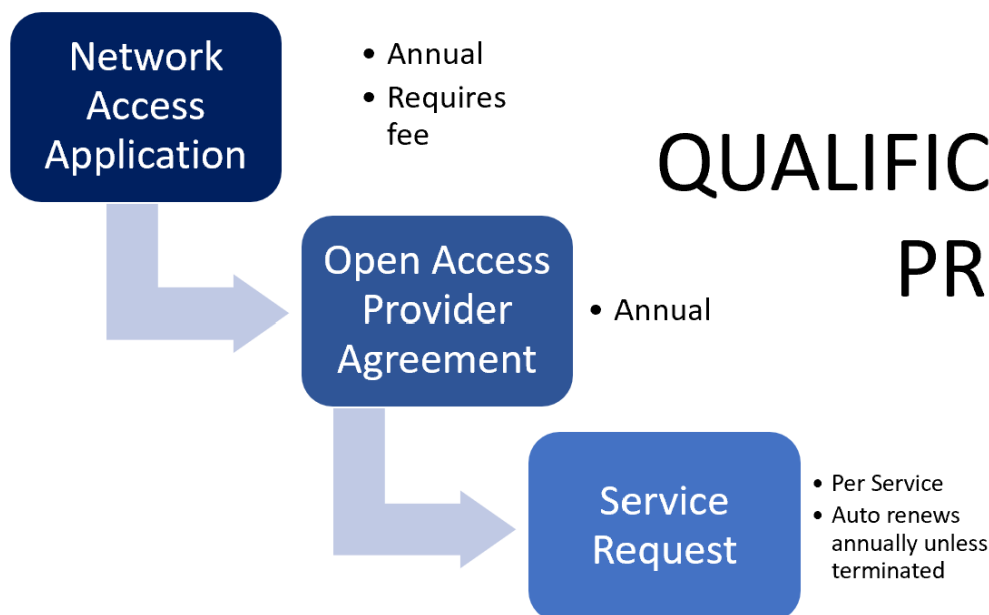 Network
Access
Application
• Annual
• Requires
fee
QUALIFIC
PR
Open Access
Provider
Agreement
• Annual
Service
Request
• Per Service
• Auto renews
annually unless
terminated